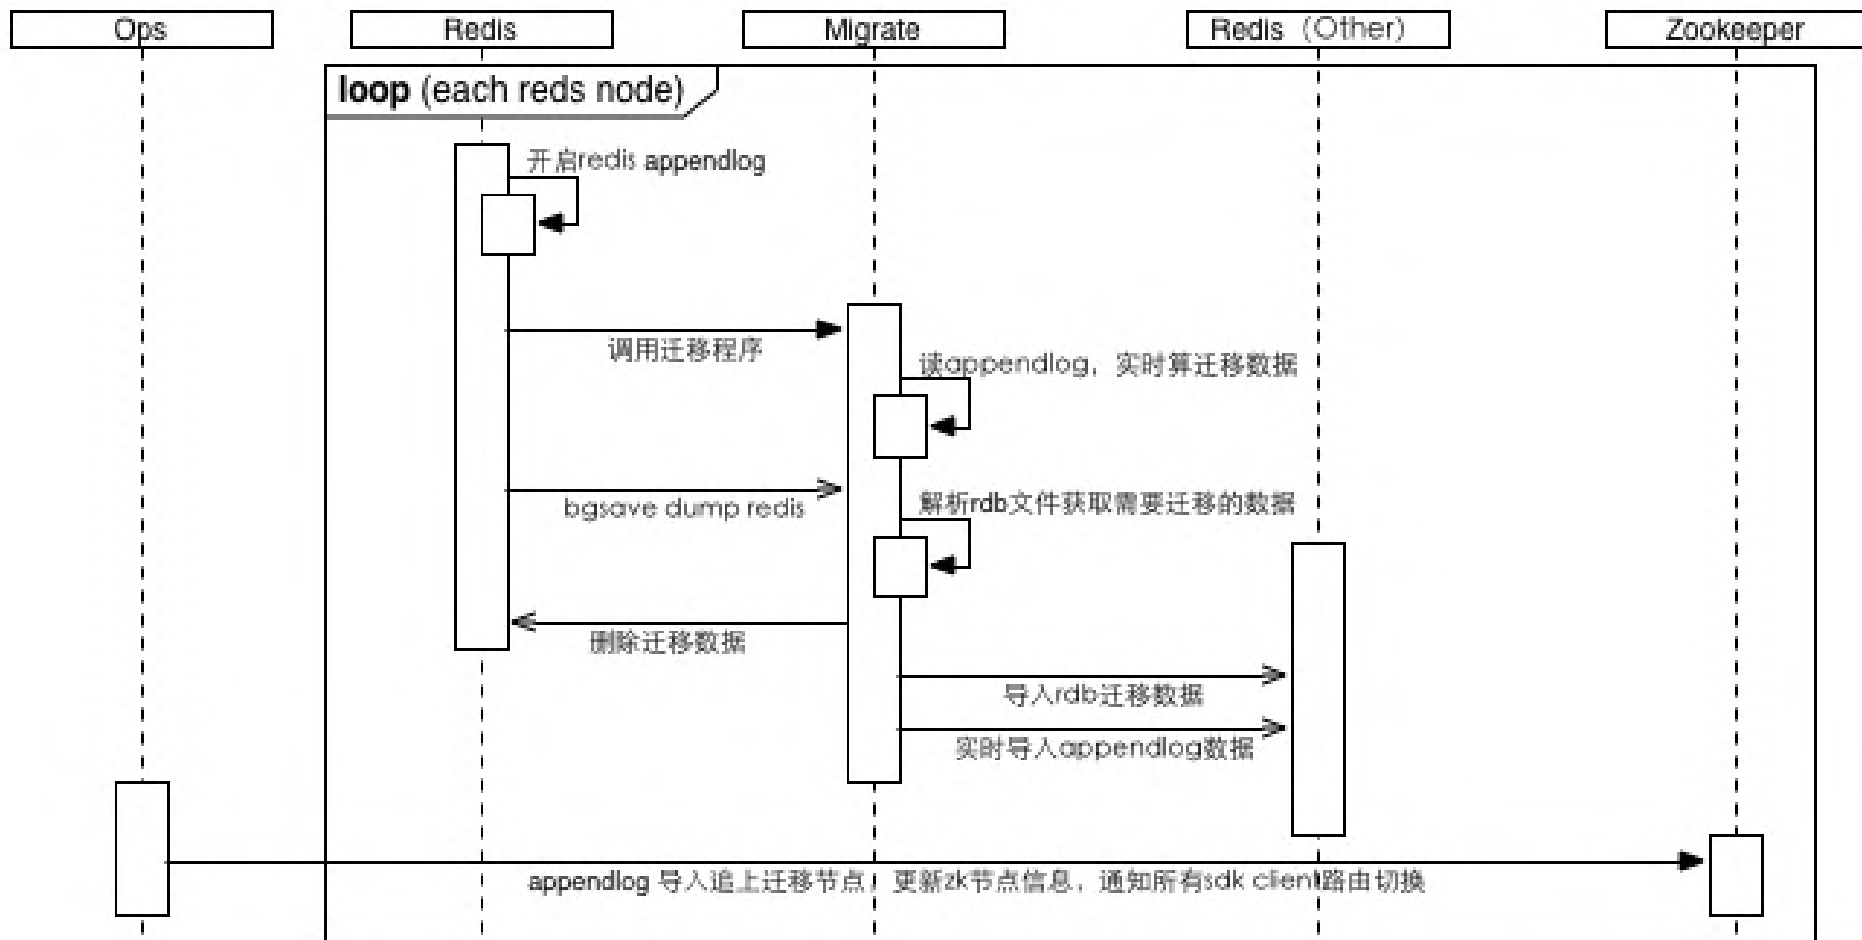 Ops
Redis
Migrate
Redis（Other）
Zookeeper
loop (each reds node)
开启redis appendlog
调用迁移程序
读appendlog，实时算迁移数据
bgsave dump redis
解析rdb文件获取需要迁移的数据
删除迁移数据
导入rdb迁移数据
实时导入appendlog数据
appendlog 导入追上迁移节点，更新zk节点信息，通知所有sdk client路由切换